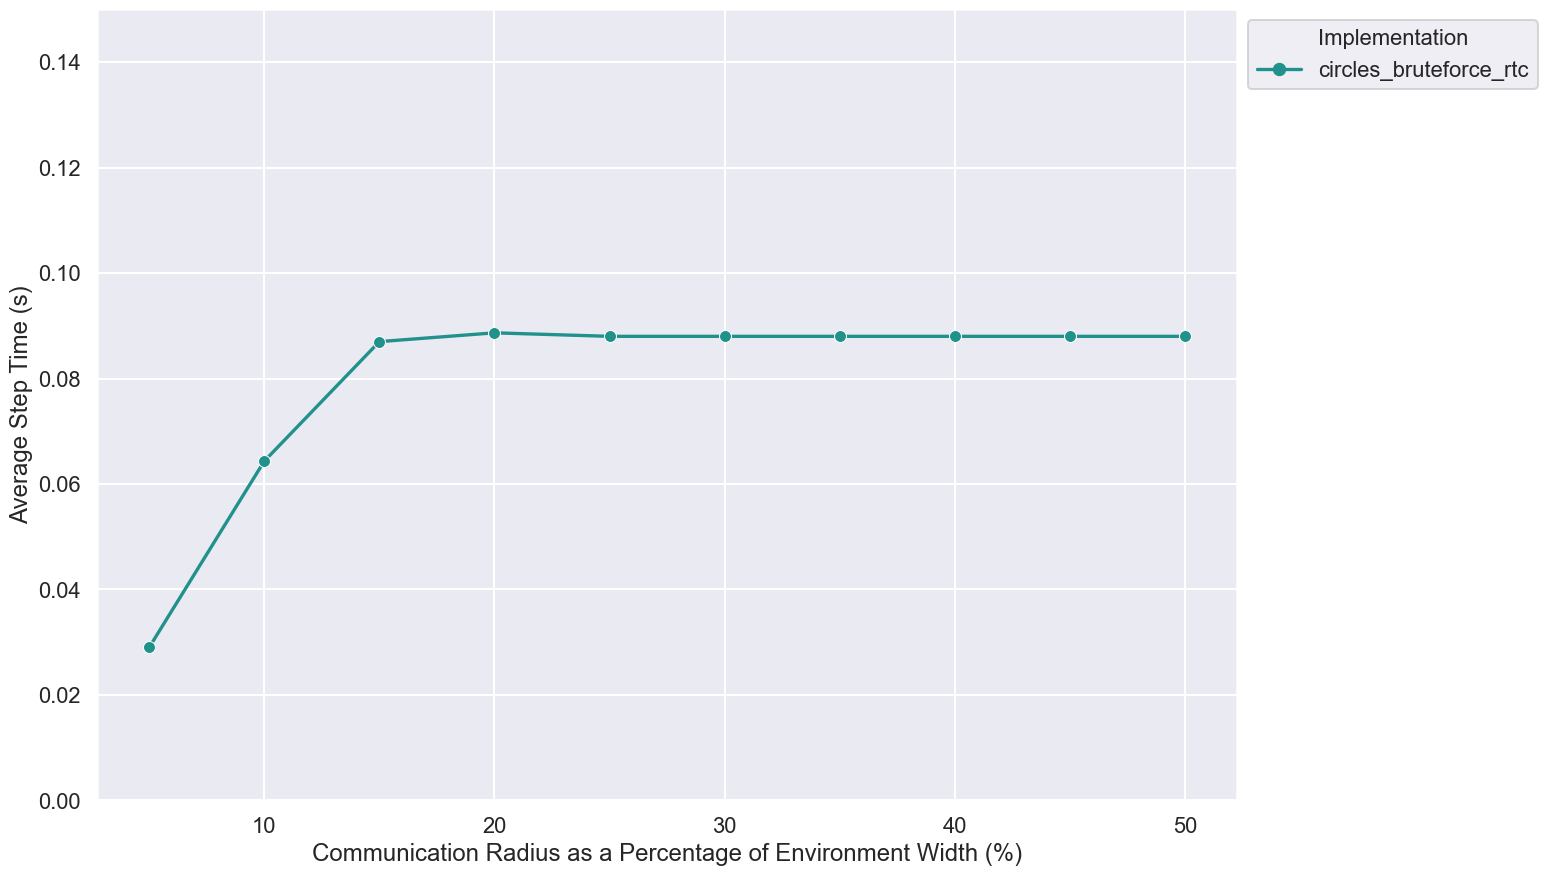 Implementation
circles_bruteforce_rtc
Average Step Time (s)
0.14
0.12
0.10
0.08
0.06
0.04
0.02
0.00
10 20 30 40 50
Communication Radius as a Percentage of Environment Width (%)